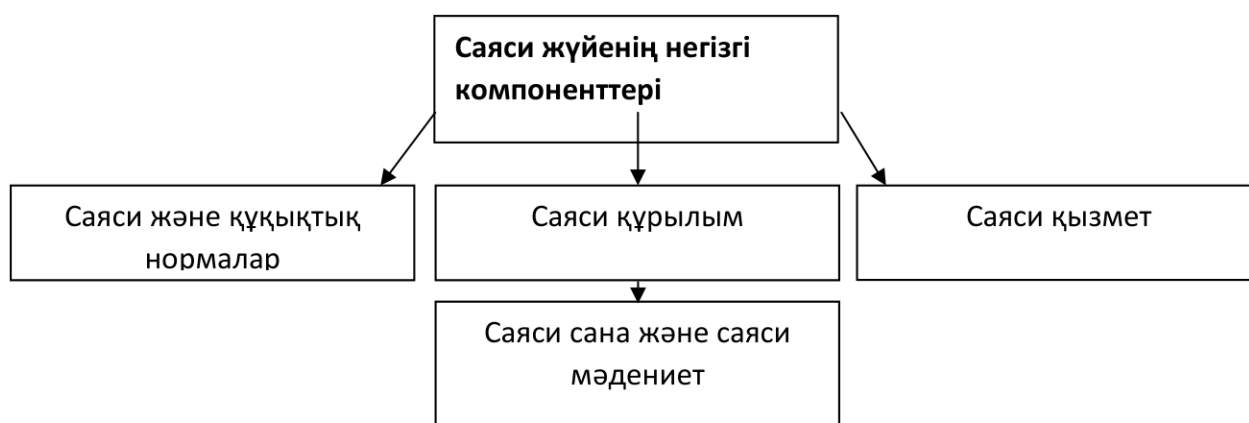 Саяси жүйенің негізгі
компоненттері
Саяси және құқықтық
нормалар
Саяси құрылым
Саяси қызмет
Саяси сана және саяси
мәдениет